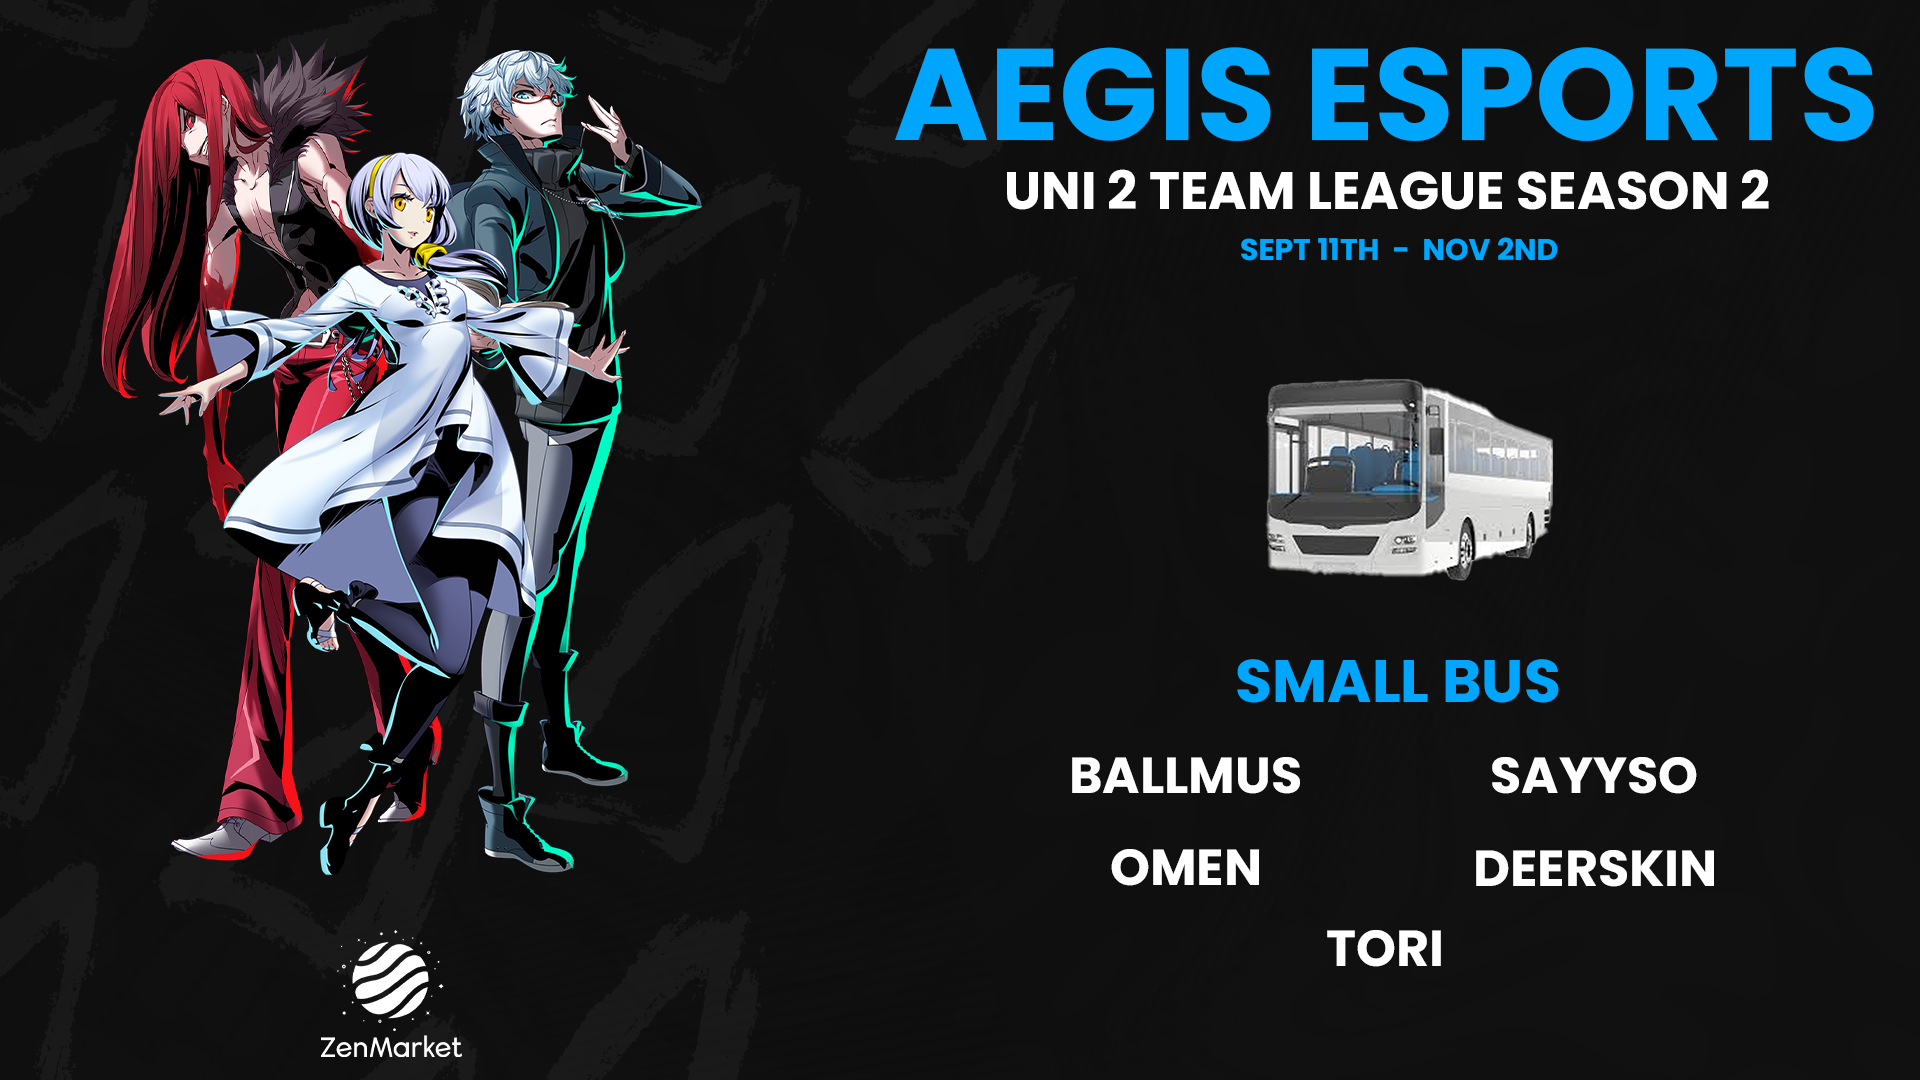 AEGIS ESPORTS
UNI 2 TEAM LEAGUE SEASON 2
SEPT 11TH - NOV 2ND
SMALL BUS
BALLMUS SAYYSO
OMEN DEERSKIN
TORI
ZenMarket